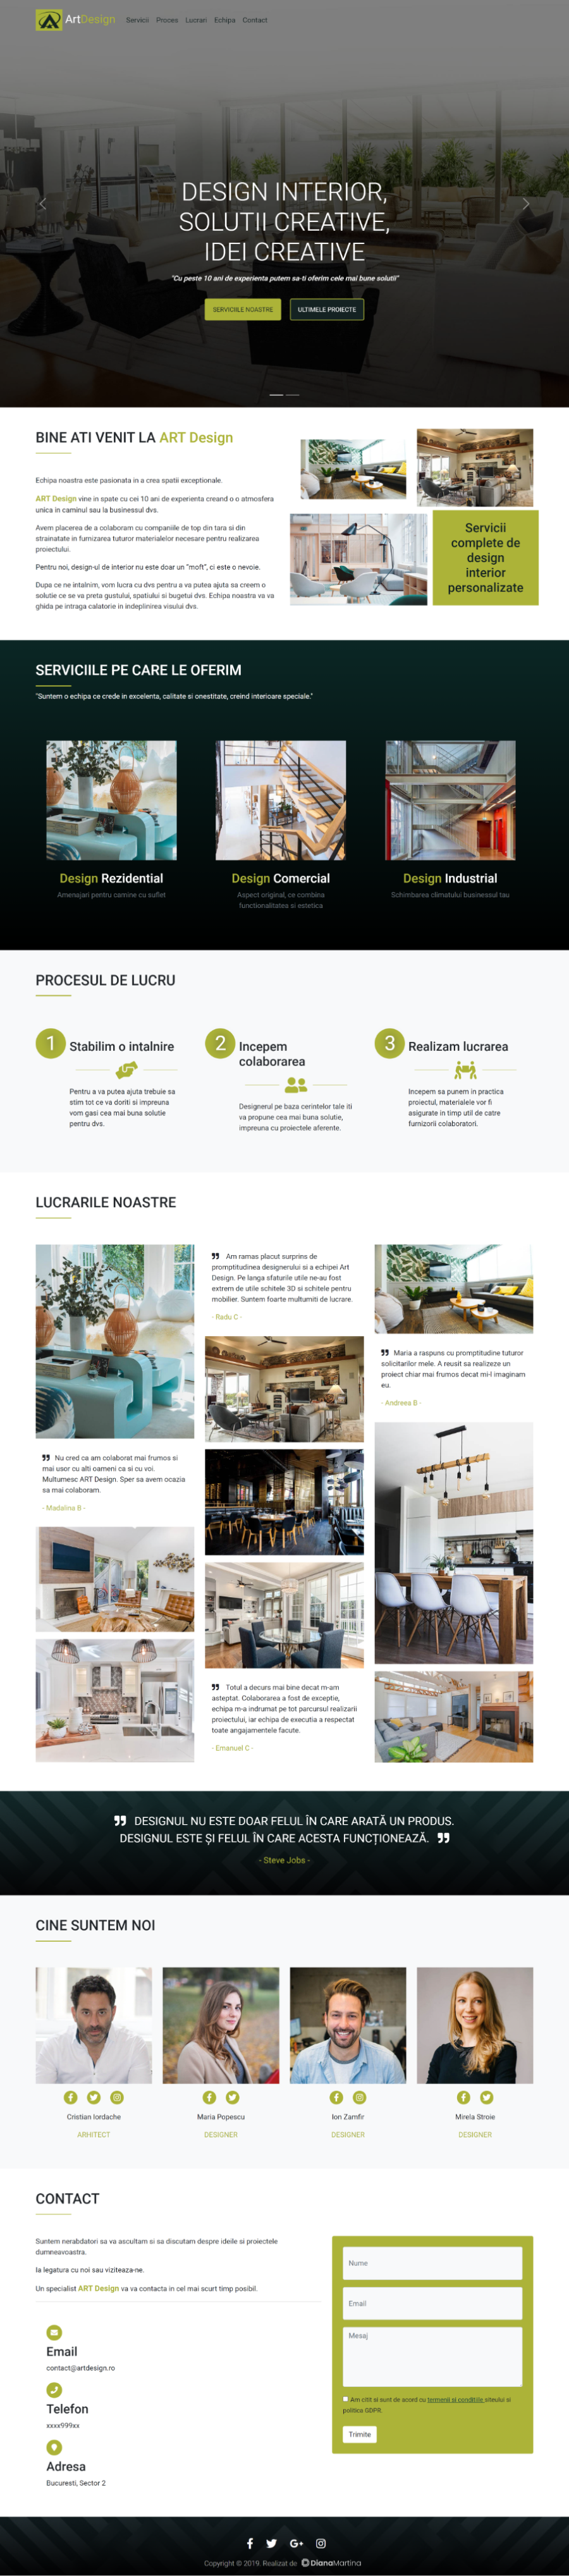 ArtDesign Servicii Proces Lucrari Echipa Contact
DESIGN INTERIOR,
SOLUTII CREATIVE,
IDEI CREATIVE
"Cu peste 10 ani de experienta putem sa-ti oferim cele mai bune solutii"
SERVICIILE NOASTRE
ULTIMELE PROIECTE
BINE ATI VENIT LA ART Design
Echipa noastra este pasionata in a crea spatii exceptionale.
ART Design vine in spate cu cei 10 ani de experienta creand o o atmosfera
unica in caminul sau la businessul dvs.
Avem placerea de a colabora cu companiile de top din tara si din
strainatate in furnizarea tuturor materialelor necesare pentru realizarea
proiectului.
Pentru noi, design-ul de interior nu este doar un "moft", ci este o nevoie.
Dupa ce ne intalnim, vom lucra cu dvs pentru a va putea ajuta sa creem o
solutie ce se va preta gustului, spatiului si bugetui dvs. Echipa noastra va va
ghida pe intraga calatorie in indeplinirea visului dvs.
Servicii
complete de
design
interior
personalizate
SERVICIILE PE CARE LE OFERIM
"Suntem o echipa ce crede in excelenta, calitate si onestitate, creind interioare speciale."
Design Rezidential
Amenajari pentru camine cu suflet
Design Comercial
Aspect original, ce combina
functionalitatea si estetica
Design Industrial
Schimbarea climatului businessul tau
PROCESUL DE LUCRU
1 Stabilim o intalnire
Pentru a va putea ajuta trebuie sa
stim tot ce va doriti si impreuna
vom gasi cea mai buna solutie
pentru dvs.
2 Incepem
colaborarea
Designerul pe baza cerintelor tale iti
va propune cea mai buna solutie,
impreuna cu proiectele aferente.
3 Realizam lucrarea
Incepem sa punem in practica
proiectul, materialele vor fi
asigurate in timp util de catre
furnizorii colaboratori.
LUCRARILE NOASTRE
Nu cred ca am colaborat mai frumos si
mai usor cu alti oameni ca si cu voi.
Multumesc ART Design. Sper sa avem ocazia
sa mai colaboram.
- Madalina B -
Am ramas placut surprins de
promptitudinea designerului si a echipei Art
Design. Pe langa sfaturile utile ne-au fost
extrem de utile schitele 3D si schitele pentru
mobilier. Suntem foarte multumiti de lucrare.
- Radu C -
Totul a decurs mai bine decat m-am
asteptat. Colaborarea a fost de exceptie,
echipa m-a indrumat pe tot parcursul realizarii
proiectului, iar echipa de executia a respectat
toate angajamentele facute.
- Emanuel C -
Maria a raspuns cu promptitudine tuturor
solicitarilor mele. A reusit sa realizeze un
proiect chiar mai frumos decat mi-l imaginam
eu.
- Andreea B -
DESIGNUL NU ESTE DOAR FELUL ÎN CARE ARATĂ UN PRODUS.
DESIGNUL ESTE ȘI FELUL ÎN CARE ACESTA FUNCȚIONEAZĂ.
- Steve Jobs -
CINE SUNTEM NOI
Cristian Iordache
ARHITECT
Maria Popescu
DESIGNER
Ion Zamfir
DESIGNER
Mirela Stroie
DESIGNER
CONTACT
Suntem nerabdatori sa va ascultam si sa discutam despre ideile si proiectele
dumneavoastra.
Ia legatura cu noi sau viziteaza-ne.
Un specialist ART Design va va contacta in cel mai scurt timp posibil.
Email
contact@artdesign.ro
Telefon
xxxx999xx
Adresa
Bucuresti, Sector 2
Nume
Email
Mesaj
Am citit si sunt de acord cu termenii si conditiile siteului si
politica GDPR.
Trimite
G+
Copyright © 2019. Realizat de DianaMartina